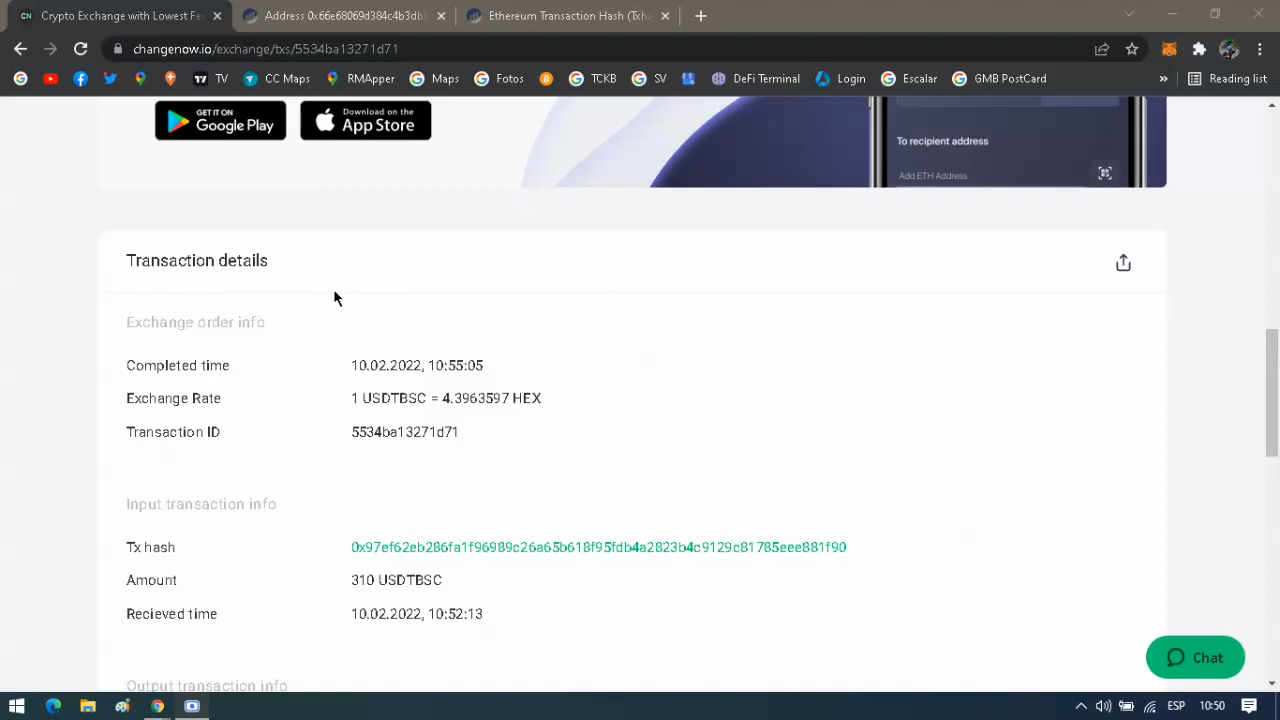 Crypto Exchange with Lowest Fe
Address 0x66e68069d384c4b3db
Ethereum Transaction Hash (Txha
changenow.io/exchange/txs/5534ba13271d71
TV
CC Maps
RMApper
Maps
Fotos
TCKB
SV
DeFi Terminal
Login
Escalar
GMB PostCard
»
Reading list
GET IT ON
Google Play
Download on the
App Store
To recipient address
Add ETH Address
Transaction details
Exchange order info
Completed time 10.02.2022, 10:55:05
Exchange Rate 1 USDTBSC = 4.3963597 HEX
Transaction ID 5534ba13271d71
Input transaction info
Tx hash 0x97ef62eb286fa1f96989c26a65b618f95fdb4a2823b4c9129c81785eee881f90
Amount 310 USDTBSC
Recieved time 10.02.2022, 10:52:13
Output transaction info
Chat
ESP
10:50